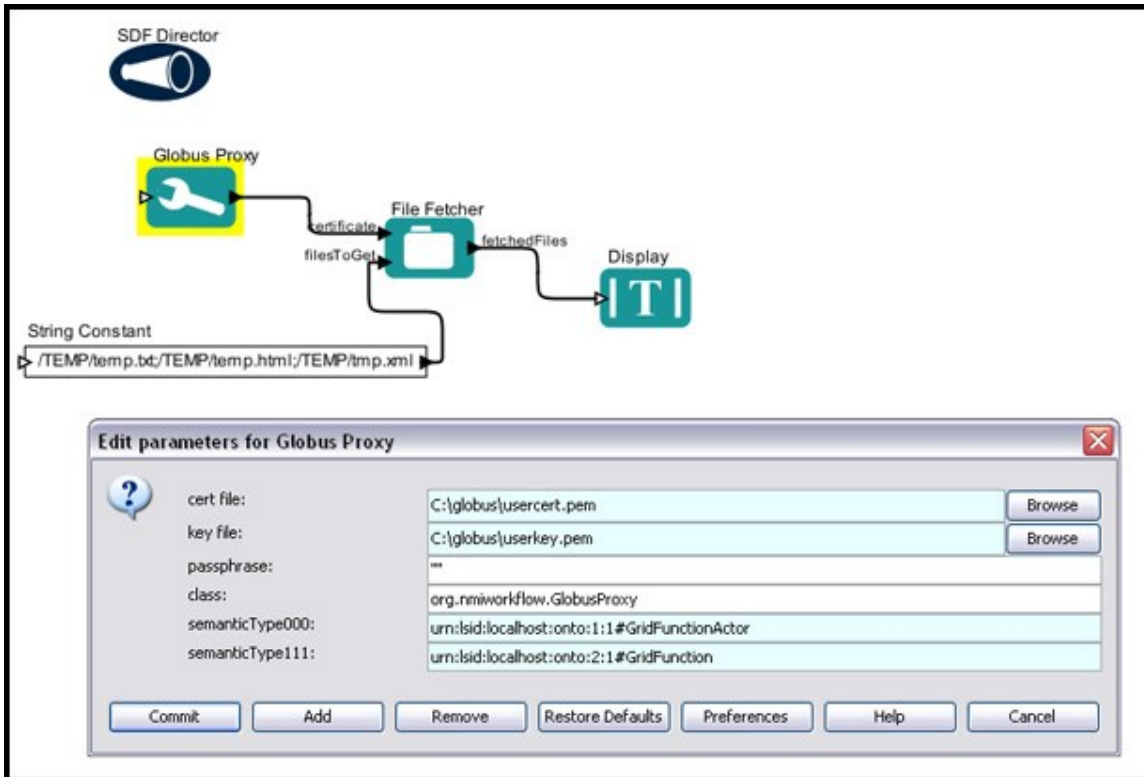 SDF Director
Globus Proxy
File Fetcher
certificate
fetchedFiles
filesToGet
Display
T
String Constant
/TEMP/temp.txt;/TEMP/temp.html;/TEMP/tmp.xml
Edit parameters for Globus Proxy
?
cert file: C:\globus\usercert.pem Browse
key file: C:\globus\userkey.pem Browse
passphrase: ""
class: org.nmiworkflow.GlobusProxy
semanticType000: urn:lsid:localhost:onto:1:1#GridFunctionActor
semanticType111: urn:lsid:localhost:onto:2:1#GridFunction
Commit Add Remove Restore Defaults Preferences Help Cancel